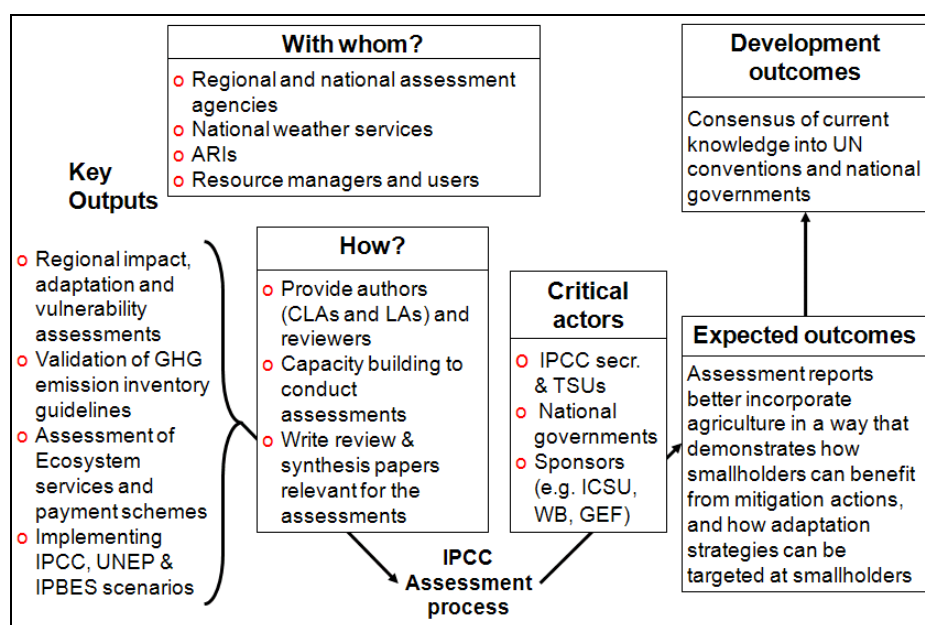 With whom?
o Regional and national assessment
agencies
o National weather services
o ARIs
o Resource managers and users
Development
outcomes
Consensus of current
knowledge into UN
conventions and national
governments
Key
Outputs
o Regional impact,
adaptation and
vulnerability
assessments
o Validation of GHG
emission inventory
guidelines
o Assessment of
Ecosystem
services and
payment schemes
o Implementing
IPCC, UNEP &
IPBES scenarios
How?
o Provide authors
(CLAs and LAs) and
reviewers
o Capacity building to
conduct
assessments
o Write review &
synthesis papers
relevant for the
assessments
IPCC
Assessment
process
Critical
actors
o IPCC secr.
& TSUs
o National
governments
o Sponsors
(e.g. ICSU,
WB, GEF)
Expected outcomes
Assessment reports
better incorporate
agriculture in a way that
demonstrates how
smallholders can benefit
from mitigation actions,
and how adaptation
strategies can be
targeted at smallholders